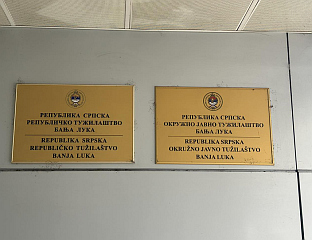 РЕПУБЛИКА СРПСКА
РЕПУБЛИЧКО ТУЖИЛАШТВО
БАЊА ЛУКА
REPUBLIKA SRPSKA
REPUBLIČKO TUŽILAŠTVO
BANJA LUKA
РЕПУБЛИКА СРПСКА
ОКРУЖНО ЈАВНО ТУЖИЛАШТВО
БАЊА ЛУКА
REPUBLIKA SRPSKA
OKRUŽNO JAVNO TUŽILAŠTVO
BANJA LUKA